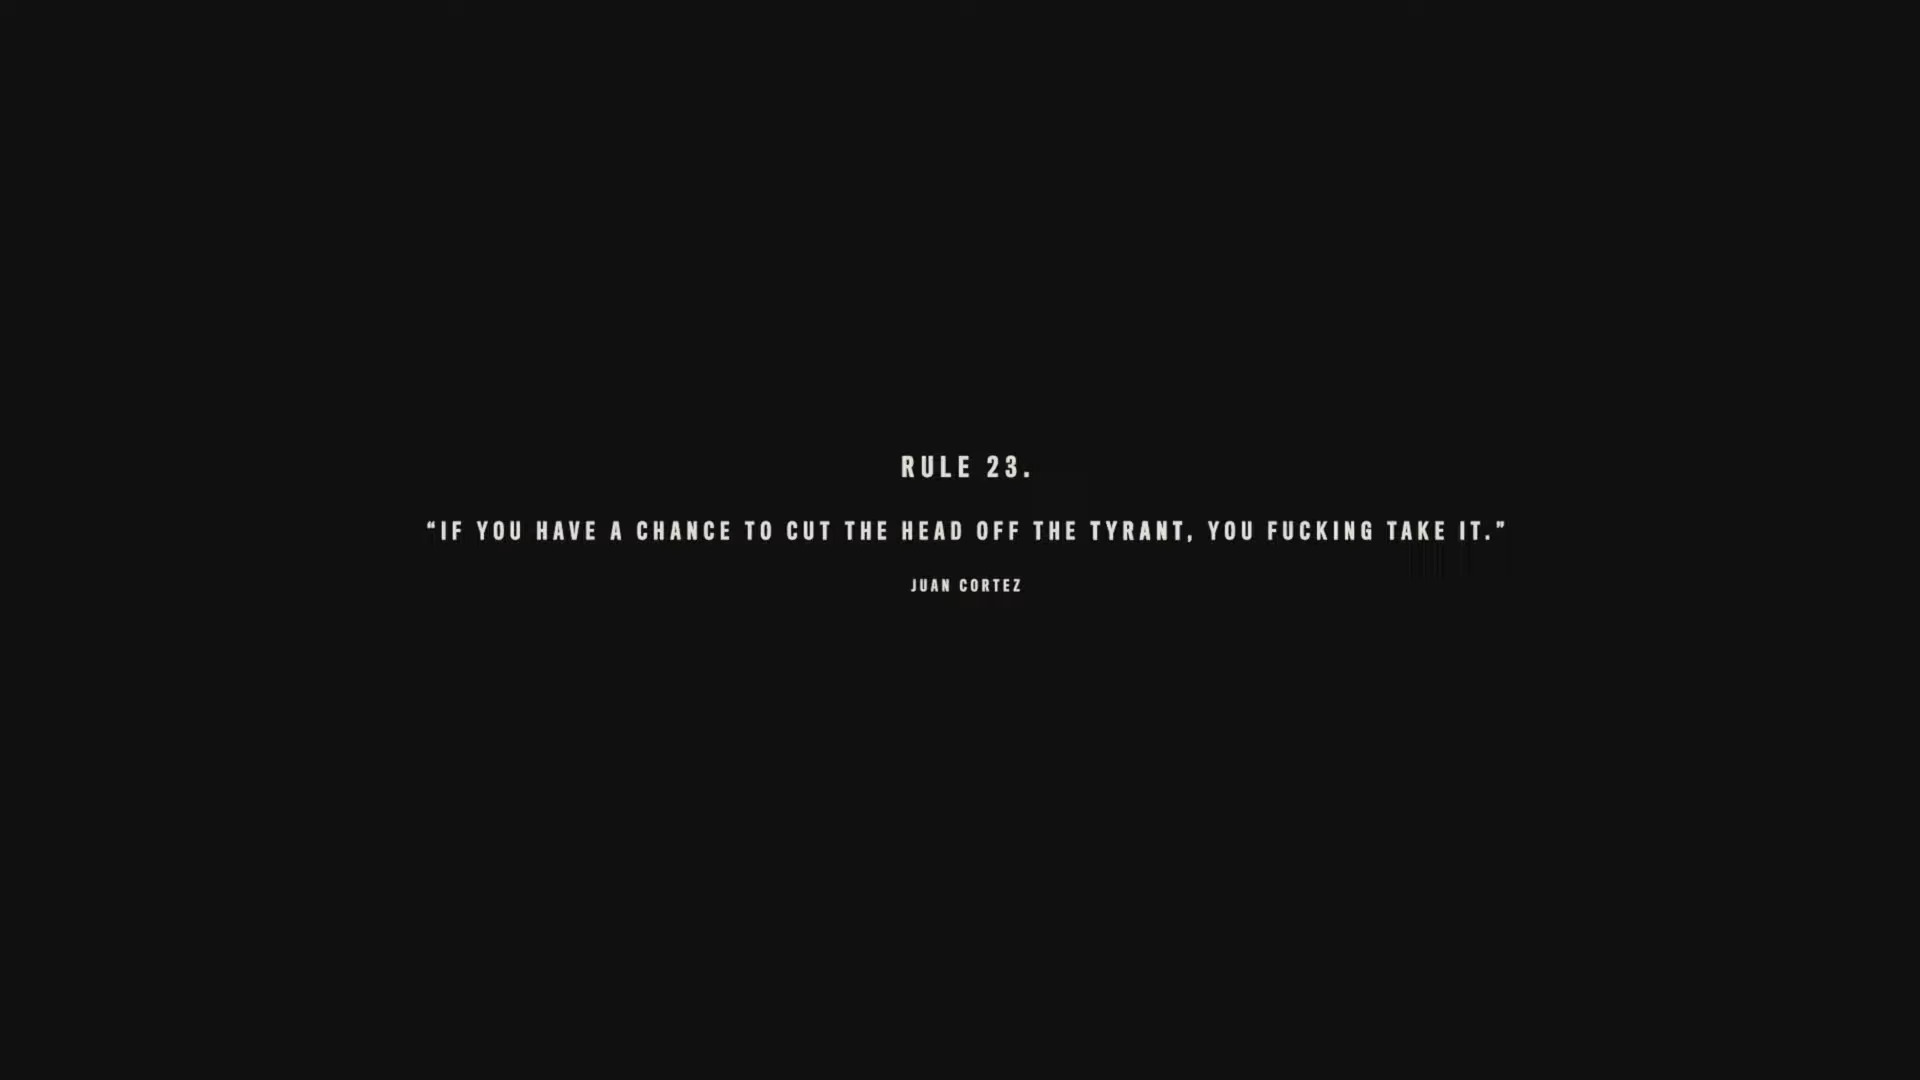 RULE 23.
“IF YOU HAVE A CHANCE TO CUT THE HEAD OFF THE TYRANT, YOU FUCKING TAKE IT.”
JUAN CORTEZ